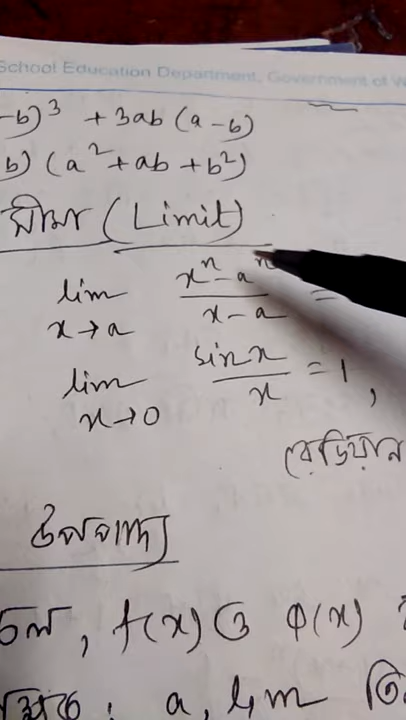 School Education Department, Government of W
-b)³ + 3ab (a-b)
b) (a² + ab + b²)
সীমা (Limit)
lim x→a xⁿ - aⁿ / x - a =
lim x→0 sin x / x = 1,
রেডিয়ান
উপপাদ্য
f(x) ও φ(x)
a, lim